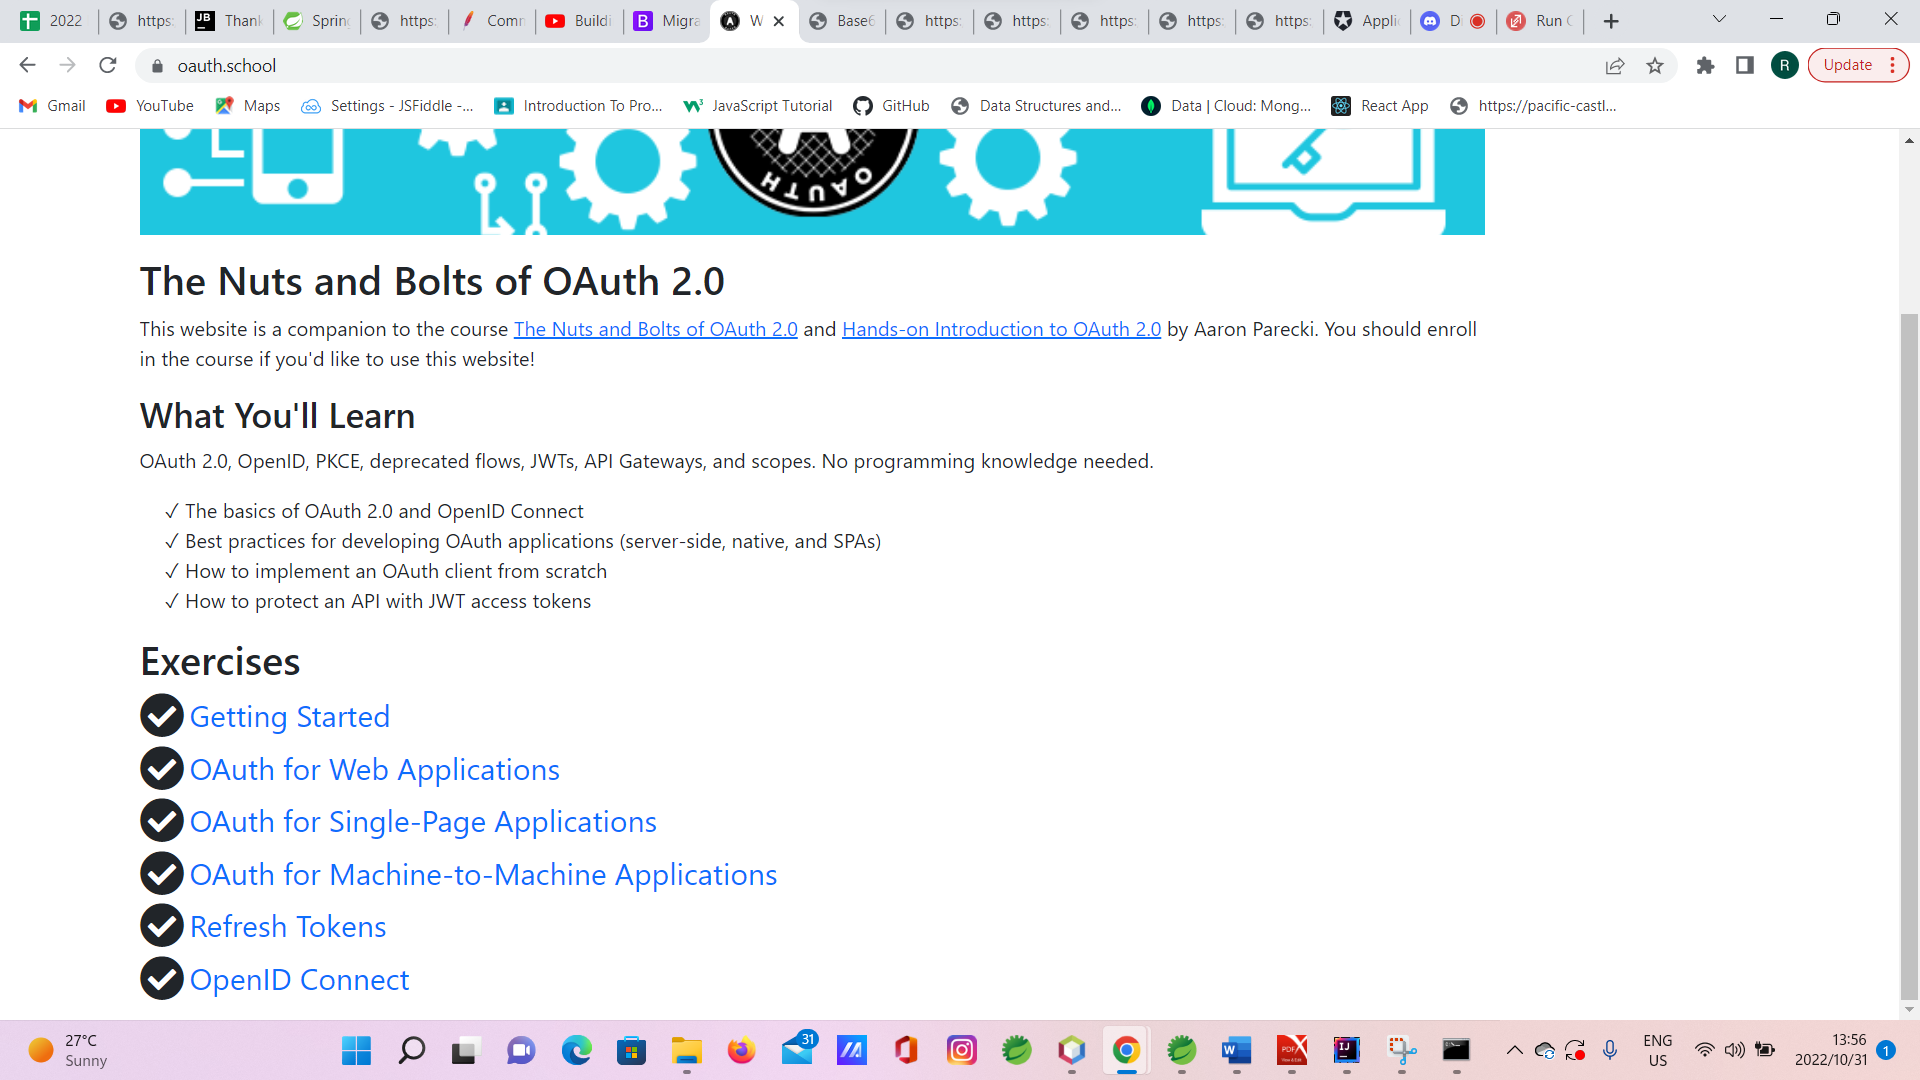 2022 https: JB Thank Spring https: Comm Buildi B Migra W Base6 https: https: https: https: https: Applic Di Run C
oauth.school R Update
Gmail YouTube Maps Settings - JSFiddle -... Introduction To Pro... JavaScript Tutorial GitHub Data Structures and... Data | Cloud: Mong... React App https://pacific-castl...
OAUTH
The Nuts and Bolts of OAuth 2.0
This website is a companion to the course The Nuts and Bolts of OAuth 2.0 and Hands-on Introduction to OAuth 2.0 by Aaron Parecki. You should enroll
in the course if you'd like to use this website!
What You'll Learn
OAuth 2.0, OpenID, PKCE, deprecated flows, JWTs, API Gateways, and scopes. No programming knowledge needed.
✓ The basics of OAuth 2.0 and OpenID Connect
✓ Best practices for developing OAuth applications (server-side, native, and SPAs)
✓ How to implement an OAuth client from scratch
✓ How to protect an API with JWT access tokens
Exercises
Getting Started
OAuth for Web Applications
OAuth for Single-Page Applications
OAuth for Machine-to-Machine Applications
Refresh Tokens
OpenID Connect
27°C
Sunny
31
ENG
US
13:56
2022/10/31
1